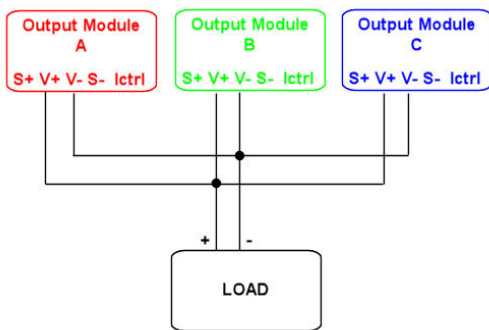 Output Module
A
S+ V+ V- S- Ictrl
Output Module
B
S+ V+ V- S- Ictrl
Output Module
C
S+ V+ V- S- Ictrl
+ -
LOAD